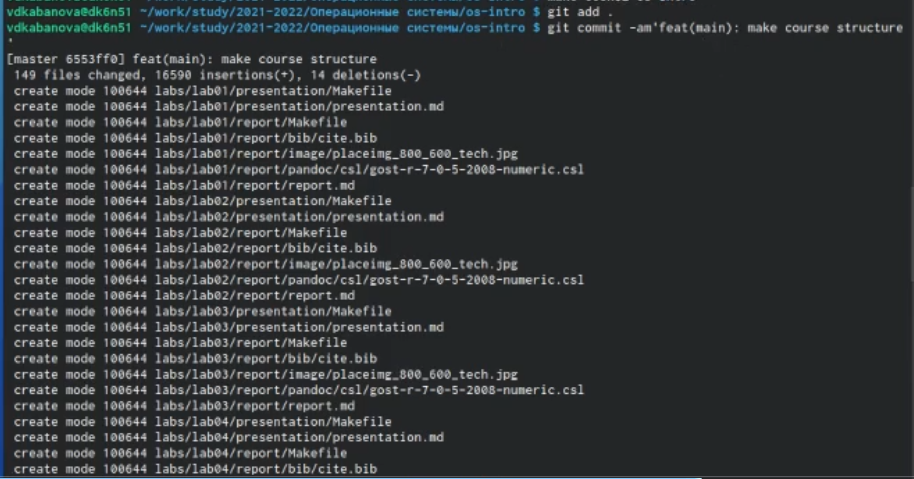 vdkabanova@dk6n51 ~/work/study/2021-2022/Операционные системы/os-intro $ git add .
vdkabanova@dk6n51 ~/work/study/2021-2022/Операционные системы/os-intro $ git commit -am'feat(main): make course structure
'
[master 6553ff0] feat(main): make course structure
149 files changed, 16590 insertions(+), 14 deletions(-)
create mode 100644 labs/lab01/presentation/Makefile
create mode 100644 labs/lab01/presentation/presentation.md
create mode 100644 labs/lab01/report/Makefile
create mode 100644 labs/lab01/report/bib/cite.bib
create mode 100644 labs/lab01/report/image/placeimg_800_600_tech.jpg
create mode 100644 labs/lab01/report/pandoc/csl/gost-r-7-0-5-2008-numeric.csl
create mode 100644 labs/lab01/report/report.md
create mode 100644 labs/lab02/presentation/Makefile
create mode 100644 labs/lab02/presentation/presentation.md
create mode 100644 labs/lab02/report/Makefile
create mode 100644 labs/lab02/report/bib/cite.bib
create mode 100644 labs/lab02/report/image/placeimg_800_600_tech.jpg
create mode 100644 labs/lab02/report/pandoc/csl/gost-r-7-0-5-2008-numeric.csl
create mode 100644 labs/lab02/report/report.md
create mode 100644 labs/lab03/presentation/Makefile
create mode 100644 labs/lab03/presentation/presentation.md
create mode 100644 labs/lab03/report/Makefile
create mode 100644 labs/lab03/report/bib/cite.bib
create mode 100644 labs/lab03/report/image/placeimg_800_600_tech.jpg
create mode 100644 labs/lab03/report/pandoc/csl/gost-r-7-0-5-2008-numeric.csl
create mode 100644 labs/lab03/report/report.md
create mode 100644 labs/lab04/presentation/Makefile
create mode 100644 labs/lab04/presentation/presentation.md
create mode 100644 labs/lab04/report/Makefile
create mode 100644 labs/lab04/report/bib/cite.bib